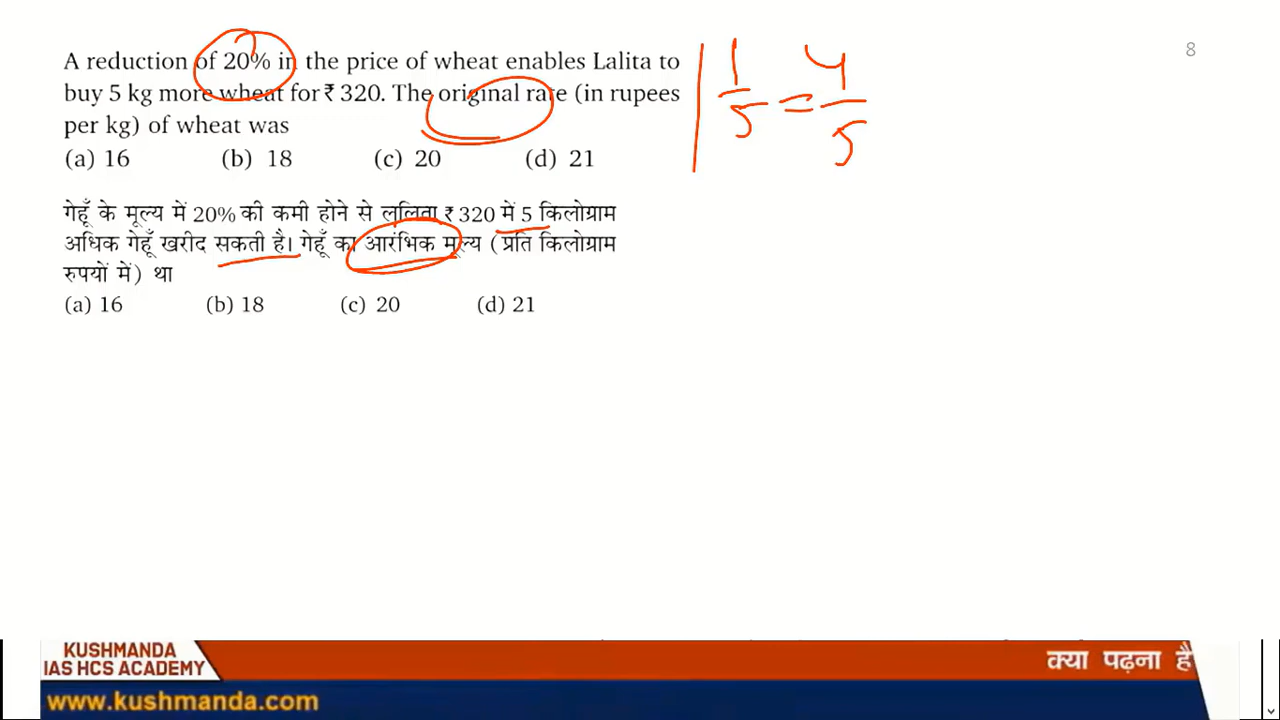 8
A reduction of 20% in the price of wheat enables Lalita to
buy 5 kg more wheat for ₹ 320. The original rate (in rupees
per kg) of wheat was
(a) 16 (b) 18 (c) 20 (d) 21
1/5 = 4/5
गेहूँ के मूल्य में 20% की कमी होने से ललिता ₹ 320 में 5 किलोग्राम
अधिक गेहूँ खरीद सकती है। गेहूँ का आरंभिक मूल्य (प्रति किलोग्राम
रुपयों में) था
(a) 16 (b) 18 (c) 20 (d) 21
KUSHMANDA
IAS HCS ACADEMY
क्या पढ़ना है
www.kushmanda.com